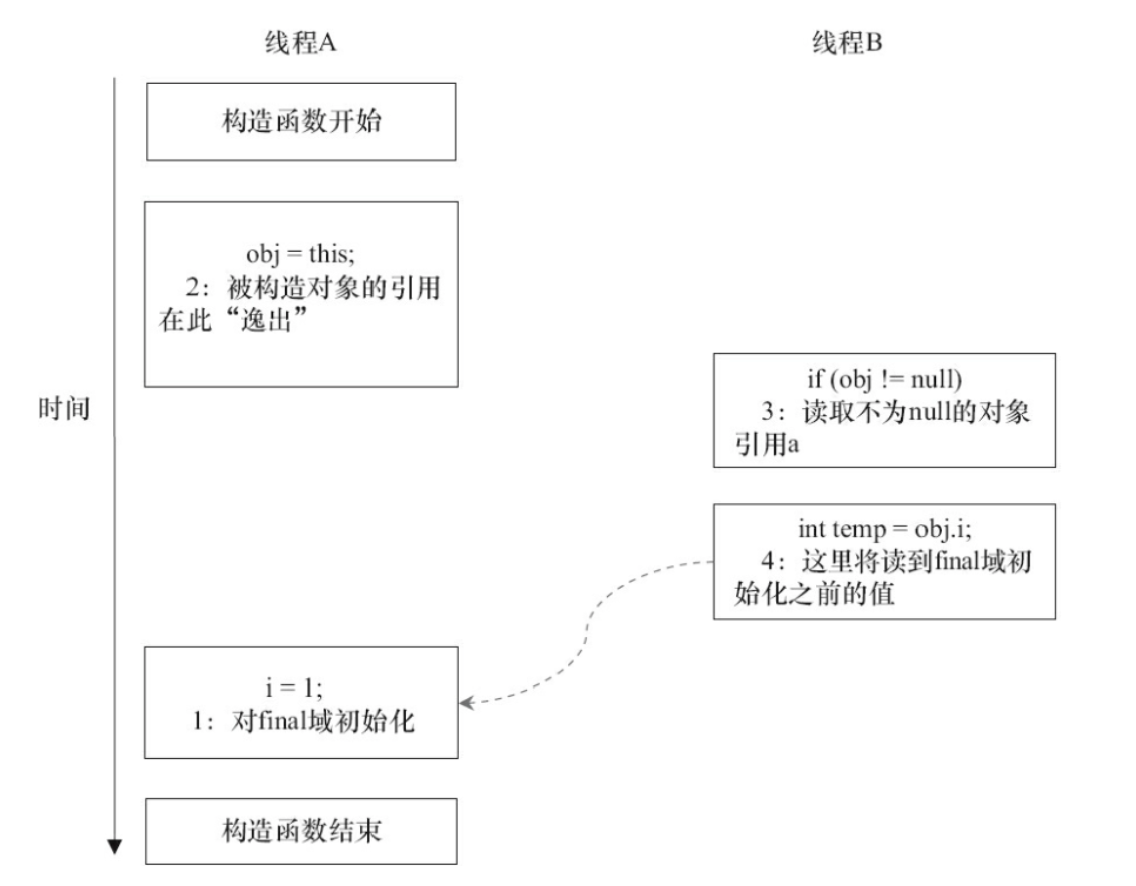 线程A
线程B
构造函数开始
obj = this;
2：被构造对象的引用
在此“逸出”
时间
if (obj != null)
3：读取不为null的对象
引用a
int temp = obj.i;
4：这里将读到final域初
始化之前的值
i = 1;
1：对final域初始化
构造函数结束